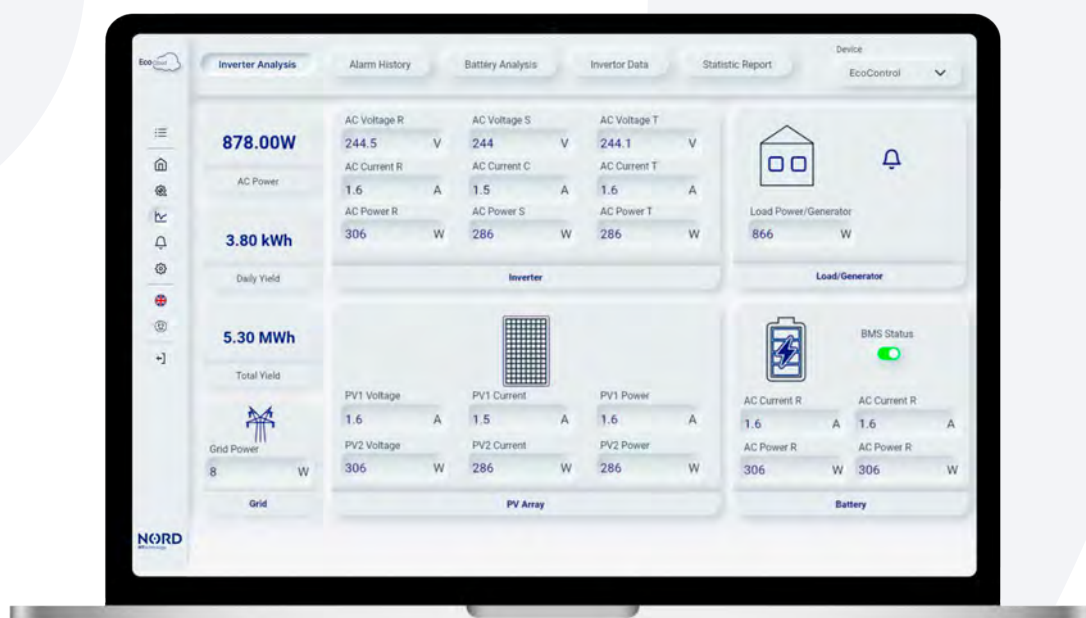 Eco Cloud
Inverter Analysis
Alarm History
Battery Analysis
Invertor Data
Statistic Report
Device
EcoControl
878.00W
AC Power
3.80 kWh
Daily Yield
5.30 MWh
Total Yield
Grid Power
8 W
Grid
AC Voltage R AC Voltage S AC Voltage T
244.5 V 244 V 244.1 V
AC Current R AC Current C AC Current T
1.6 A 1.5 A 1.6 A
AC Power R AC Power S AC Power T
306 W 286 W 286 W
Inverter
Load Power/Generator
866 W
Load/Generator
PV1 Voltage PV1 Current PV1 Power
1.6 A 1.5 A 1.6 A
PV2 Voltage PV2 Current PV2 Power
306 W 286 W 286 W
PV Array
BMS Status
AC Current R AC Current R
1.6 A 1.6 A
AC Power R AC Power R
306 W 306 W
Battery
NORD